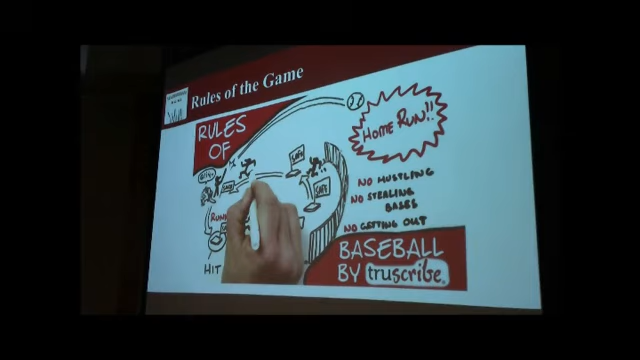 Rules of the Game
RULES
OF
HOME RUN!!
SAFE
SAFE
NO HUSTLING
NO STEALING
BASES
NO GETTING OUT
HIT
BASEBALL
BY truscribe